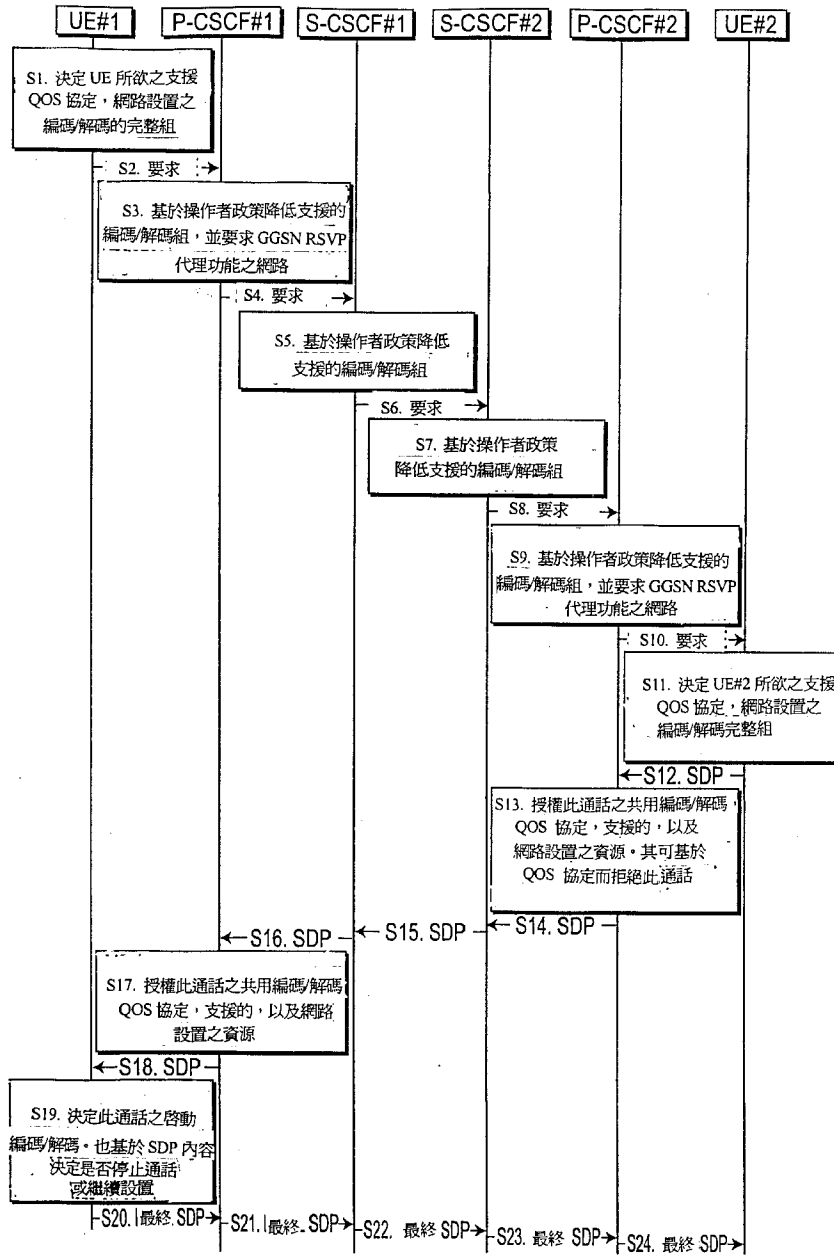 UE#1 P-CSCF#1 S-CSCF#1 S-CSCF#2 P-CSCF#2 UE#2
S1. 決定 UE 所欲之支援
QOS 協定，網路設置之
編碼/解碼的完整組
S2. 要求
S3. 基於操作者政策降低支援的
編碼/解碼組，並要求 GGSN RSVP
代理功能之網路
S4. 要求
S5. 基於操作者政策降低
支援的編碼/解碼組
S6. 要求
S7. 基於操作者政策
降低支援的編碼/解碼組
S8. 要求
S9. 基於操作者政策降低支援的
編碼/解碼組，並要求 GGSN RSVP
代理功能之網路
S10. 要求
S11. 決定 UE#2 所欲之支援
QOS 協定，網路設置之
編碼/解碼完整組
S12. SDP
S13. 授權此通話之共用編碼/解碼，
QOS 協定，支援的，以及
網路設置之資源。其可基於
QOS 協定而拒絕此通話
S16. SDP S15. SDP S14. SDP
S17. 授權此通話之共用編碼/解碼
QOS 協定，支援的，以及網路
設置之資源
S18. SDP
S19. 決定此通話之啓動
編碼/解碼。也基於 SDP 內容
決定是否停止通話
或繼續設置
S20. 最終 SDP S21. 最終 SDP S22. 最終 SDP S23. 最終 SDP S24. 最終 SDP